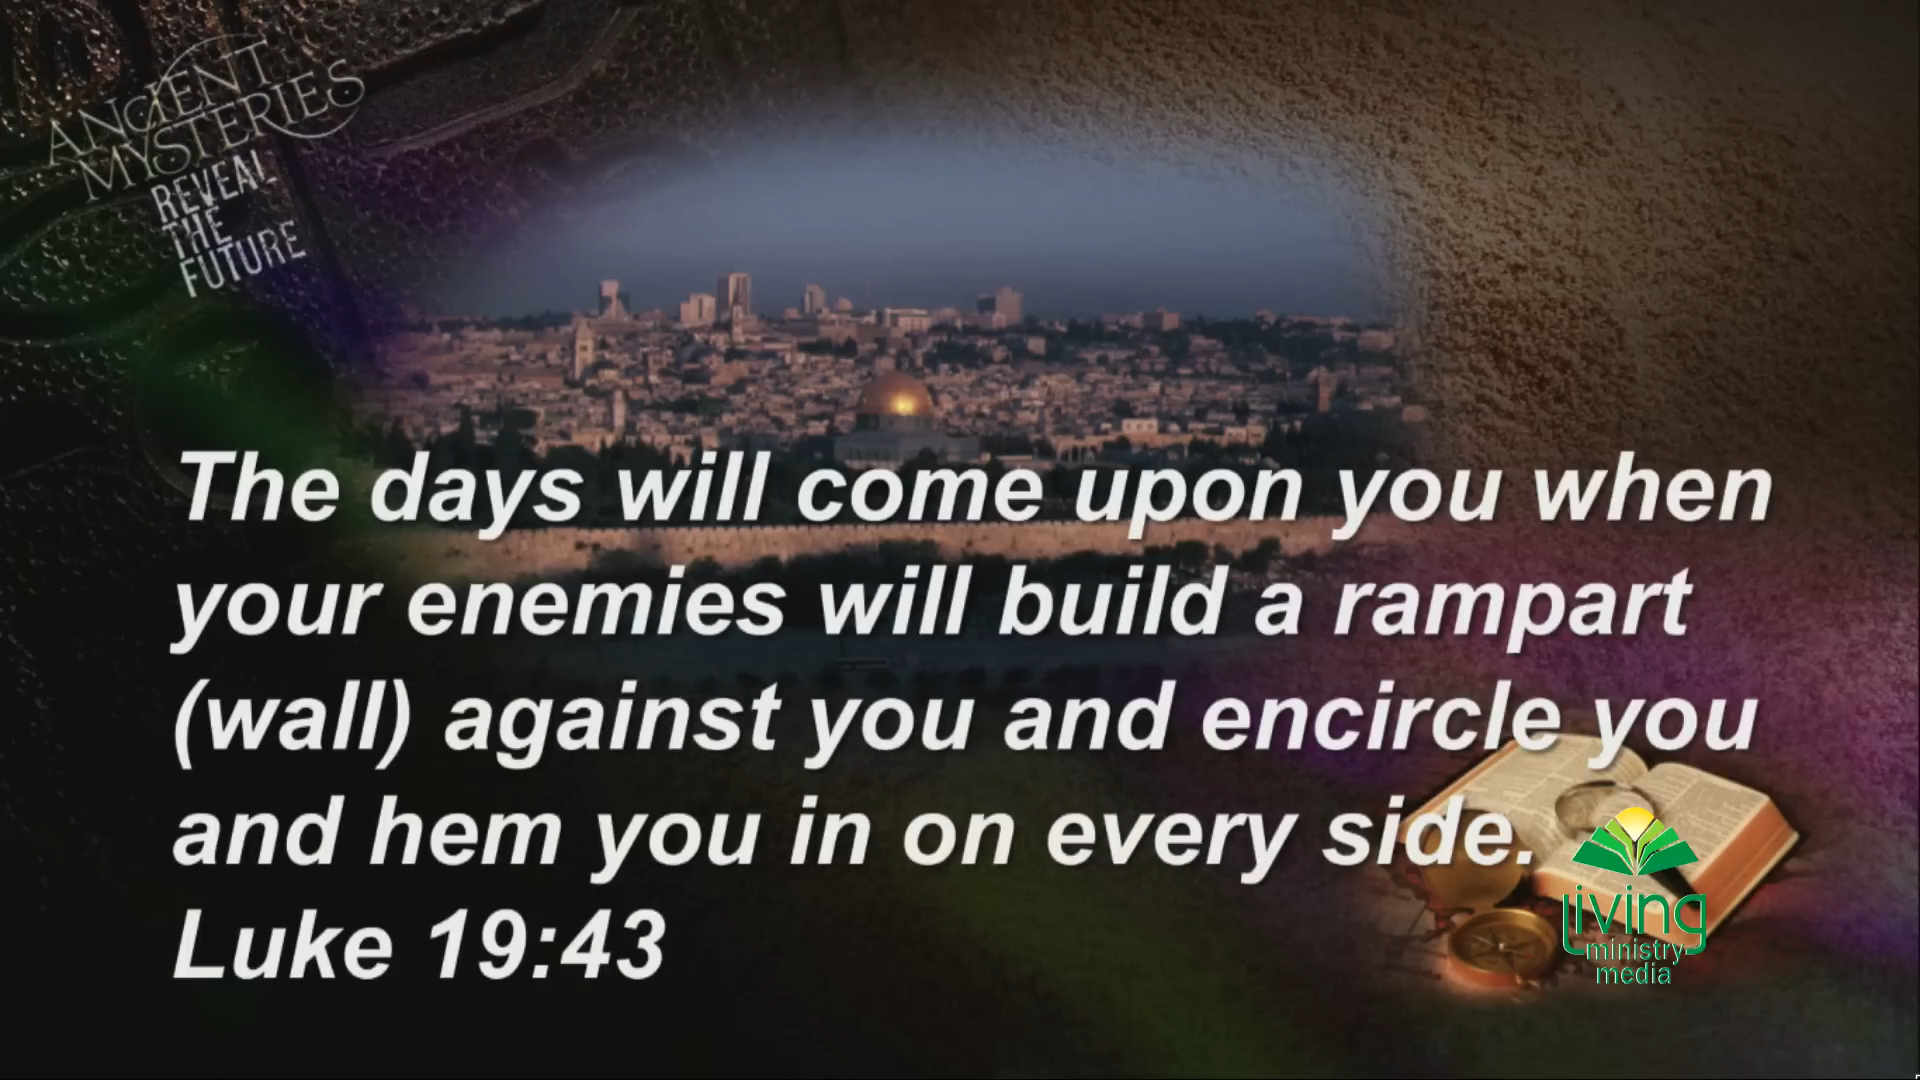 ANCIENT
MYSTERIES
REVEAL
THE
FUTURE
The days will come upon you when
your enemies will build a rampart
(wall) against you and encircle you
and hem you in on every side.
Luke 19:43
living
ministry
media